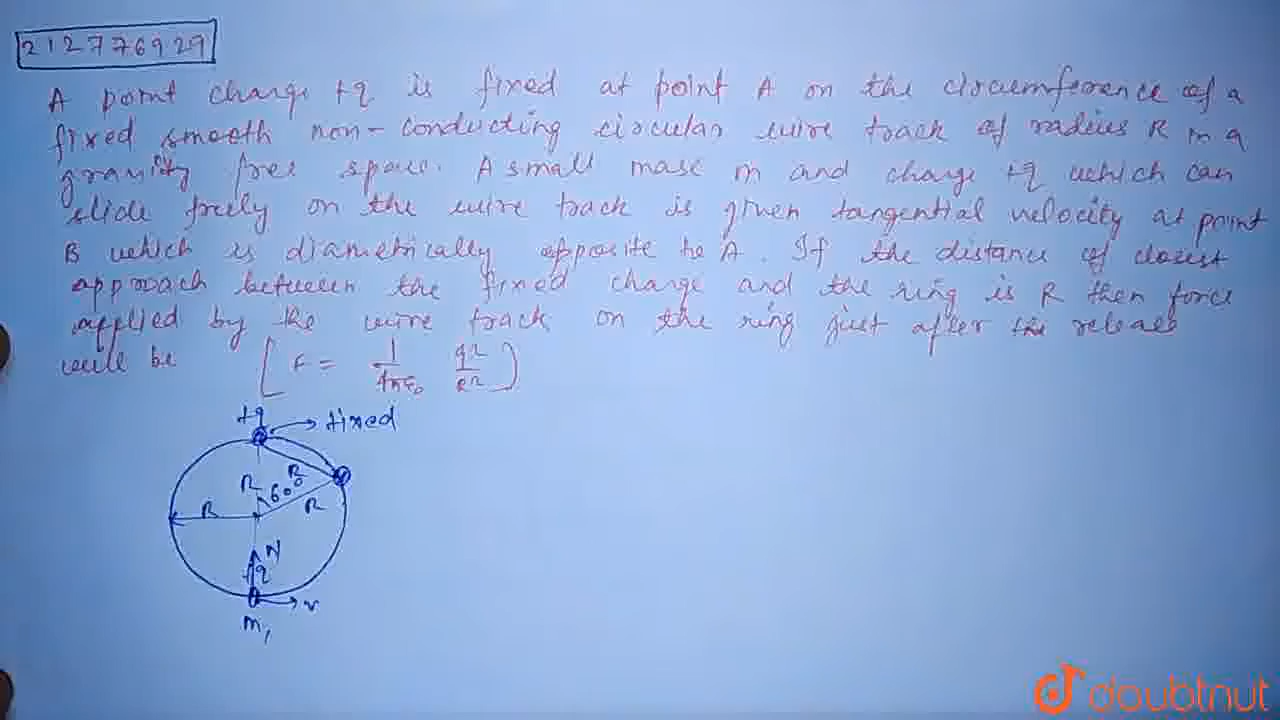 212776929
A point charge +q is fixed at point A on the circumference of a
fixed smooth non-conducting circular wire track of radius R in a
gravity free space. A small mass m and charge +q which can
slide freely on the wire track is given tangential velocity at point
B which is diametrically opposite to A. If the distance of closest
approach between the fixed charge and the ring is R then force
applied by the wire track on the ring just after the release
will be [F = 1/4πε₀ q²/R²]
+q
fixed
R
R
60°
R
R
N
+q
v
m,
doubtnut